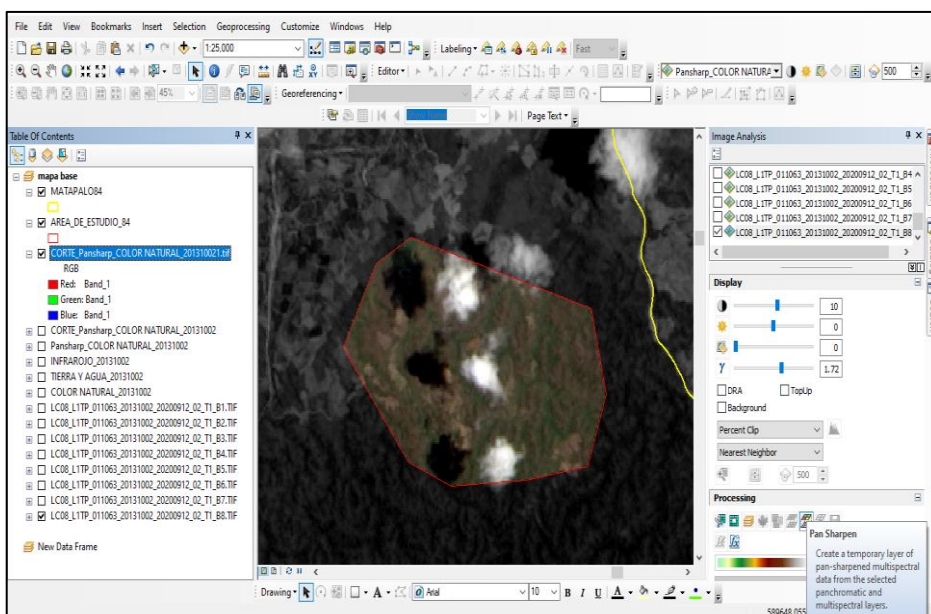 File Edit View Bookmarks Insert Selection Geoprocessing Customize Windows Help
1:25,000 Labeling Fast
Editor Pansharp_COLOR NATURA 500
45% Georeferencing
Page Text
Table Of Contents
mapa base
MATAPALO84
AREA_DE_ESTUDIO_84
CORTE_Pansharp_COLOR NATURAL_201310021.tif
RGB
Red: Band_1
Green: Band_1
Blue: Band_1
CORTE_Pansharp_COLOR NATURAL_20131002
Pansharp_COLOR NATURAL_20131002
INFRAROJO_20131002
TIERRA Y AGUA_20131002
COLOR NATURAL_20131002
LC08_L1TP_011063_20131002_20200912_02_T1_B1.TIF
LC08_L1TP_011063_20131002_20200912_02_T1_B2.TIF
LC08_L1TP_011063_20131002_20200912_02_T1_B3.TIF
LC08_L1TP_011063_20131002_20200912_02_T1_B4.TIF
LC08_L1TP_011063_20131002_20200912_02_T1_B5.TIF
LC08_L1TP_011063_20131002_20200912_02_T1_B6.TIF
LC08_L1TP_011063_20131002_20200912_02_T1_B7.TIF
LC08_L1TP_011063_20131002_20200912_02_T1_B8.TIF
New Data Frame
Image Analysis
LC08_L1TP_011063_20131002_20200912_02_T1_B4
LC08_L1TP_011063_20131002_20200912_02_T1_B5
LC08_L1TP_011063_20131002_20200912_02_T1_B6
LC08_L1TP_011063_20131002_20200912_02_T1_B7
LC08_L1TP_011063_20131002_20200912_02_T1_B8
Display
10
0
0
γ 1.72
DRA TopUp
Background
Percent Clip
Nearest Neighbor
500
Processing
Pan Sharpen
Create a temporary layer of
pan-sharpened multispectral
data from the selected
panchromatic and
multispectral layers.
Drawing A Arial 10 B I U A